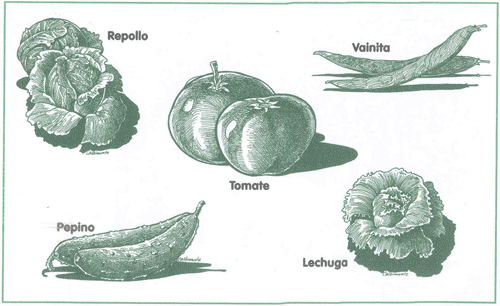 Repollo
Vainita
Tomate
Pepino
Lechuga